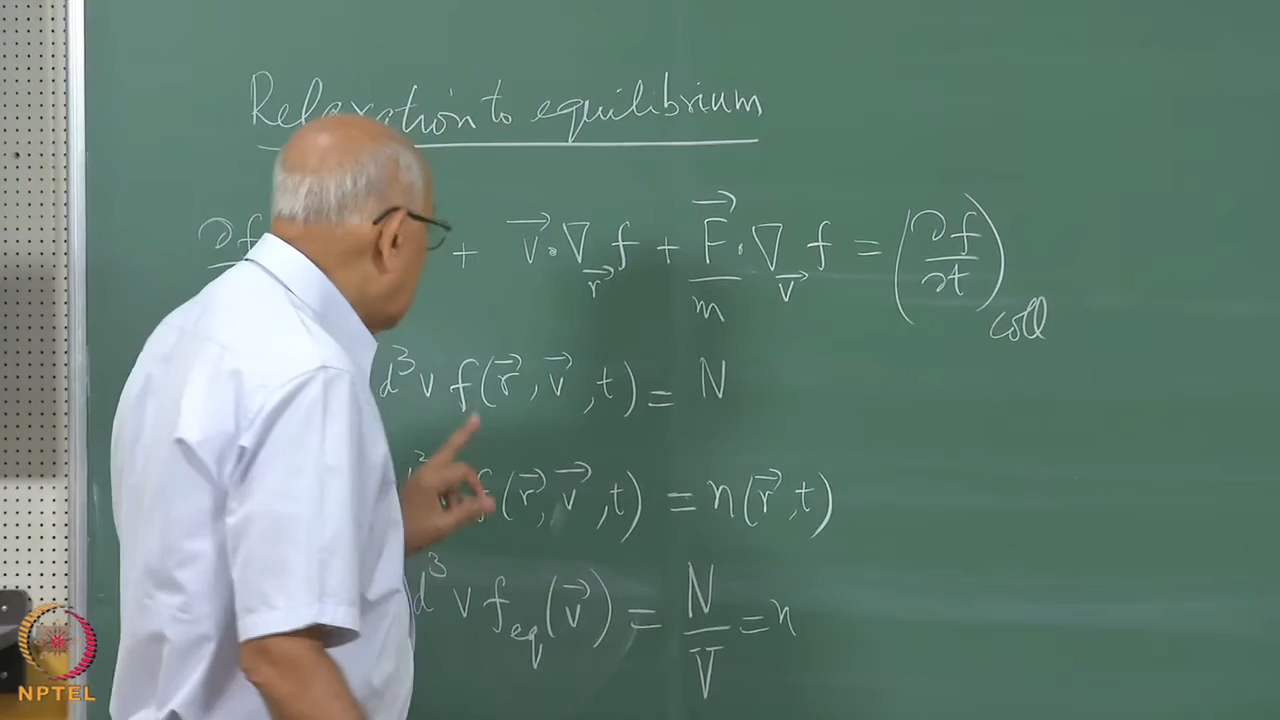 Relaxation to equilibrium
∂f + v⃗·∇_r⃗ f + F⃗/m·∇_v⃗ f = (∂f/∂t)_coll
d³v f(r⃗, v⃗, t) = N
f(r⃗, v⃗, t) = n(r⃗, t)
d³v f_eq(v⃗) = N/V = n
NPTEL